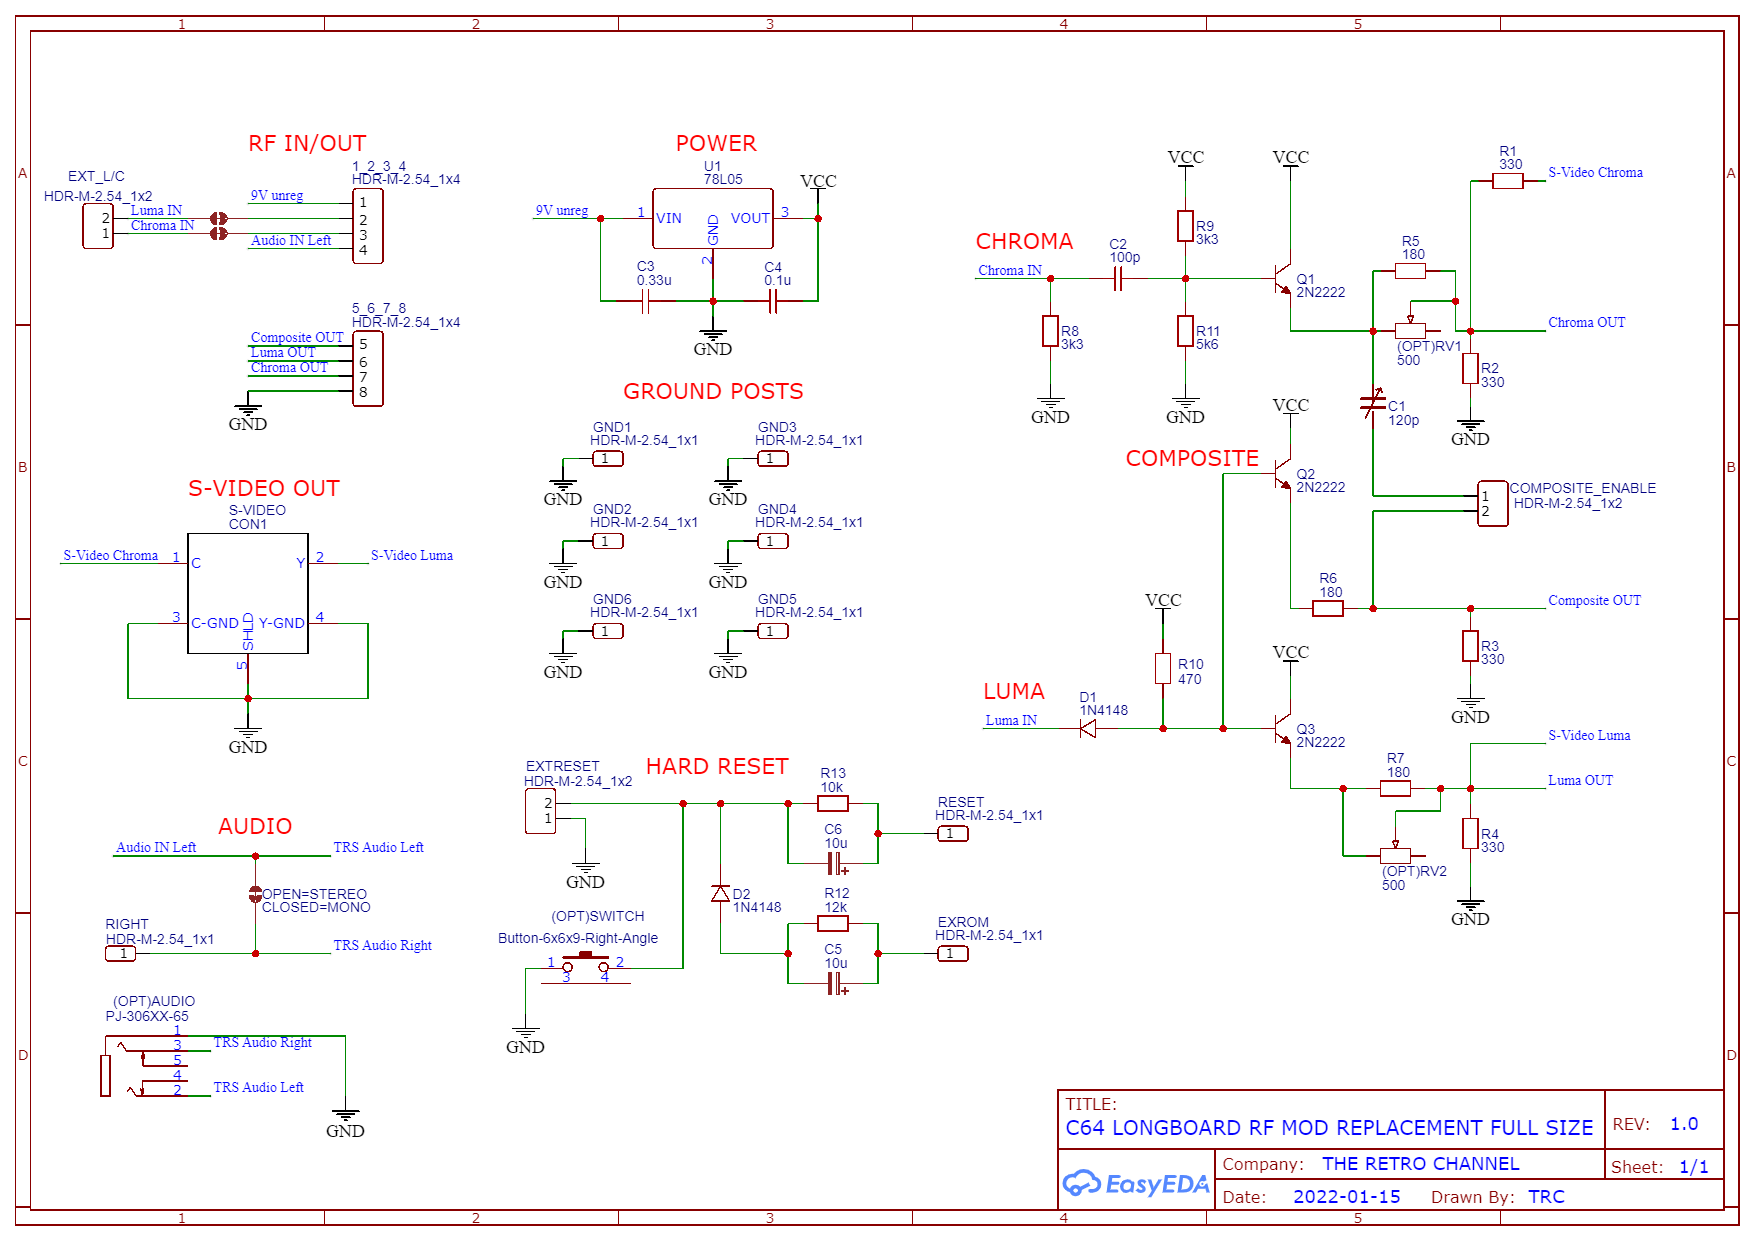 1 2 3 4 5
A
B
C
D
A
B
C
D
1 2 3 4 5
RF IN/OUT
EXT_L/C
HDR-M-2.54_1x2
2
1
Luma IN
Chroma IN
1_2_3_4
HDR-M-2.54_1x4
9V unreg
Audio IN Left
1
2
3
4
5_6_7_8
HDR-M-2.54_1x4
Composite OUT
Luma OUT
Chroma OUT
5
6
7
8
GND
S-VIDEO OUT
S-VIDEO
CON1
S-Video Chroma 1 C
Y 2 S-Video Luma
3 C-GND
SHLD
Y-GND 4
5
GND
AUDIO
Audio IN Left
TRS Audio Left
OPEN=STEREO
CLOSED=MONO
RIGHT
HDR-M-2.54_1x1
1
TRS Audio Right
(OPT)AUDIO
PJ-306XX-65
1
3
5
4
2
TRS Audio Right
TRS Audio Left
GND
POWER
U1
78L05
9V unreg
1 VIN
VOUT 3
GND
2
VCC
C3
0.33u
C4
0.1u
GND
GROUND POSTS
GND1
HDR-M-2.54_1x1
1
GND
GND3
HDR-M-2.54_1x1
1
GND
GND2
HDR-M-2.54_1x1
1
GND
GND4
HDR-M-2.54_1x1
1
GND
GND6
HDR-M-2.54_1x1
1
GND
GND5
HDR-M-2.54_1x1
1
GND
HARD RESET
EXTRESET
HDR-M-2.54_1x2
2
1
GND
(OPT)SWITCH
Button-6x6x9-Right-Angle
1 2
3 4
GND
D2
1N4148
R13
10k
C6
10u
RESET
HDR-M-2.54_1x1
1
R12
12k
C5
10u
EXROM
HDR-M-2.54_1x1
1
CHROMA
Chroma IN
R8
3k3
GND
C2
100p
VCC
R9
3k3
R11
5k6
GND
VCC
Q1
2N2222
R5
180
(OPT)RV1
500
R1
330
S-Video Chroma
Chroma OUT
R2
330
GND
C1
120p
COMPOSITE
VCC
Q2
2N2222
1
2
COMPOSITE_ENABLE
HDR-M-2.54_1x2
R6
180
Composite OUT
R3
330
GND
LUMA
Luma IN
D1
1N4148
VCC
R10
470
VCC
Q3
2N2222
R7
180
(OPT)RV2
500
S-Video Luma
Luma OUT
R4
330
GND
TITLE:
C64 LONGBOARD RF MOD REPLACEMENT FULL SIZE
REV: 1.0
EasyEDA
Company: THE RETRO CHANNEL
Sheet: 1/1
Date: 2022-01-15 Drawn By: TRC